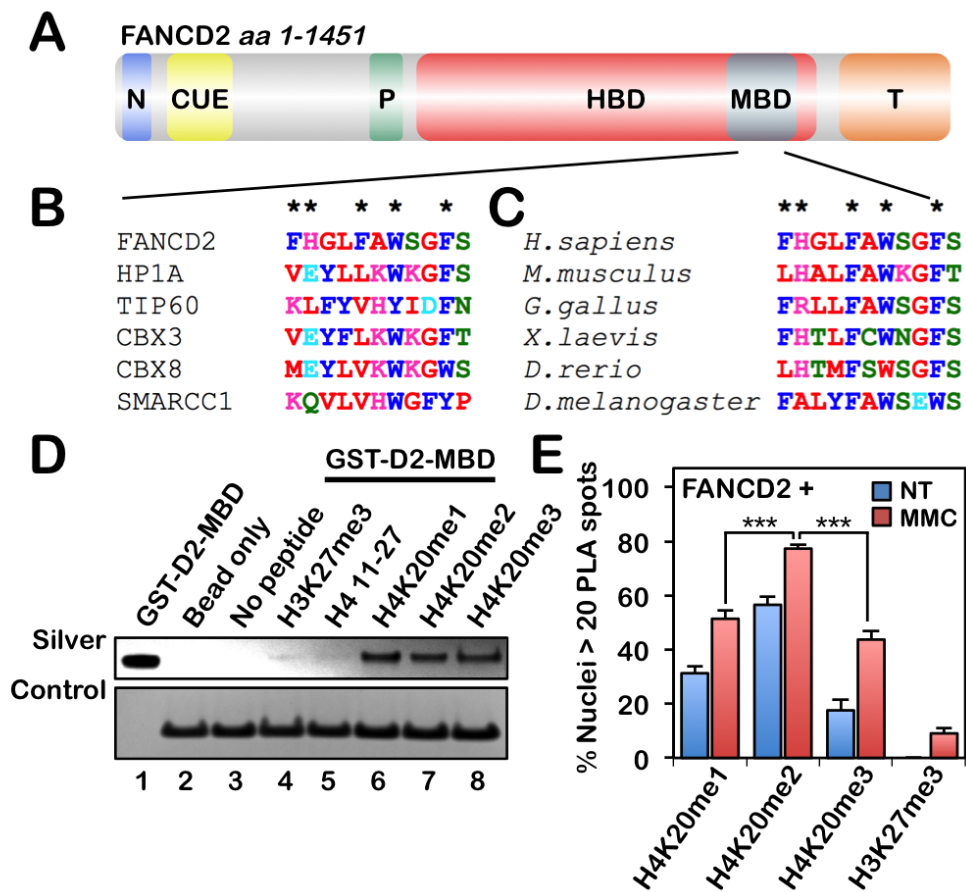 A
FANCD2 aa 1-1451
N CUE P HBD MBD T
B
** * * *
FANCD2 FHGLFAWSGFS
HP1A VEYLLKWKGFS
TIP60 KLFYVHYIDFN
CBX3 VEYFLKWKGFT
CBX8 MEYLVKWKGWS
SMARCC1 KQVLVHWGFYP
C
** * * *
H.sapiens FHGLFAWSGFS
M.musculus LHALFAWKGFT
G.gallus FRLLFAWSGFS
X.laevis FHTLFCWNGFS
D.rerio LHTMFSWSGFS
D.melanogaster FALYFAWSEWS
D
GST-D2-MBD
GST-D2-MBD
Bead only
No peptide
H3K27me3
H4 11-27
H4K20me1
H4K20me2
H4K20me3
Silver
Control
1 2 3 4 5 6 7 8
E
FANCD2 +
NT
MMC
*** ***
% Nuclei > 20 PLA spots
100
80
60
40
20
0
H4K20me1
H4K20me2
H4K20me3
H3K27me3